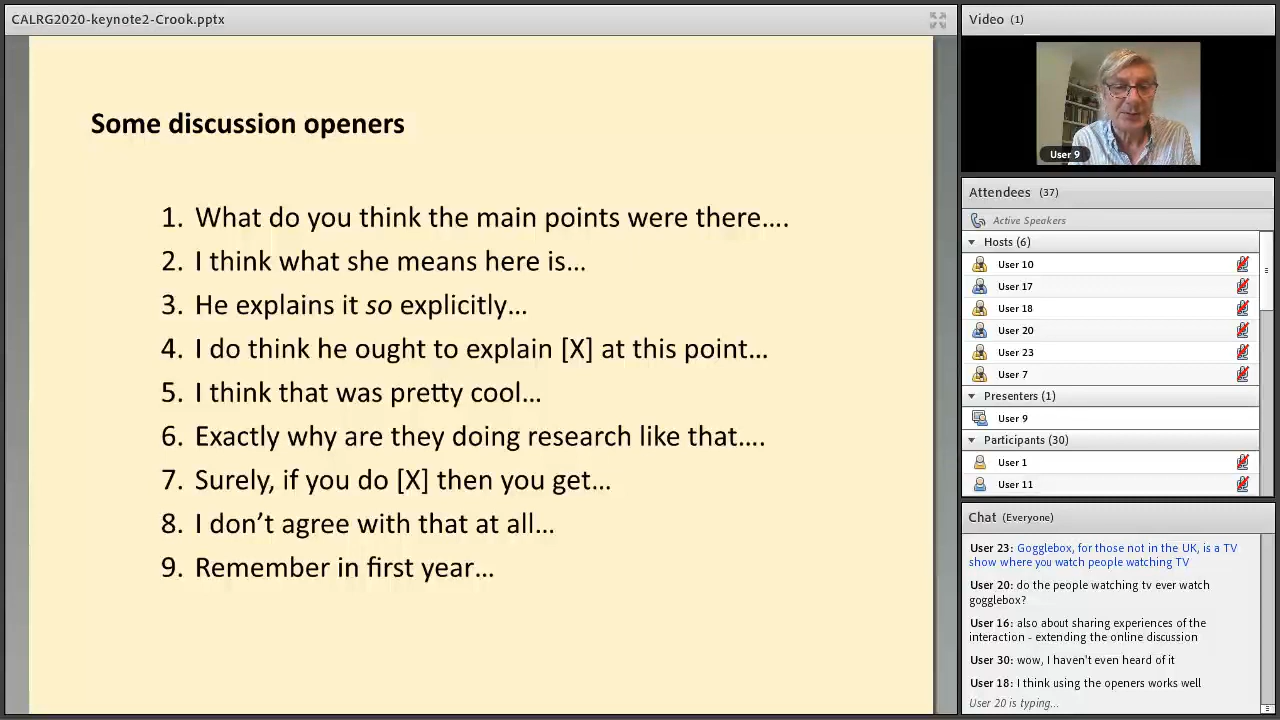 CALRG2020-keynote2-Crook.pptx
Some discussion openers
1. What do you think the main points were there....
2. I think what she means here is...
3. He explains it so explicitly...
4. I do think he ought to explain [X] at this point...
5. I think that was pretty cool...
6. Exactly why are they doing research like that....
7. Surely, if you do [X] then you get...
8. I don't agree with that at all...
9. Remember in first year...
Video (1)
User 9
Attendees (37)
Active Speakers
Hosts (6)
User 10
User 17
User 18
User 20
User 23
User 7
Presenters (1)
User 9
Participants (30)
User 1
User 11
Chat (Everyone)
User 23: Gogglebox, for those not in the UK, is a TV
show where you watch people watching TV
User 20: do the people watching tv ever watch
gogglebox?
User 16: also about sharing experiences of the
interaction - extending the online discussion
User 30: wow, I haven't even heard of it
User 18: I think using the openers works well
User 20 is typing...